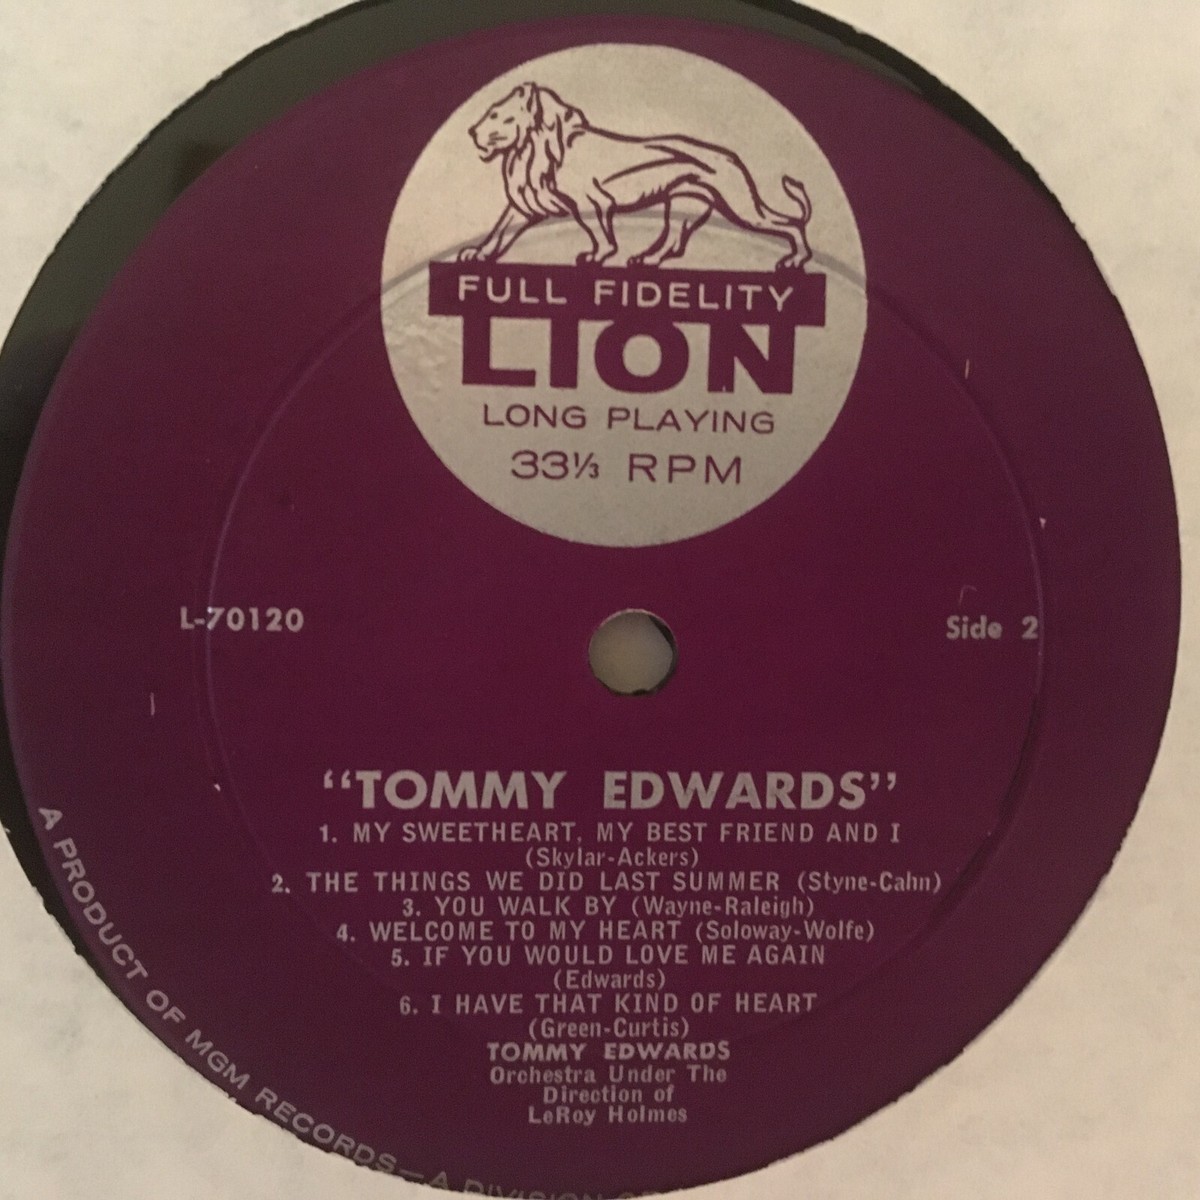 FULL FIDELITY
LION
LONG PLAYING
33⅓ RPM
L-70120
Side 2
“TOMMY EDWARDS”
1. MY SWEETHEART, MY BEST FRIEND AND I
(Skylar-Ackers)
2. THE THINGS WE DID LAST SUMMER (Styne-Cahn)
3. YOU WALK BY (Wayne-Raleigh)
4. WELCOME TO MY HEART (Soloway-Wolfe)
5. IF YOU WOULD LOVE ME AGAIN
(Edwards)
6. I HAVE THAT KIND OF HEART
(Green-Curtis)
TOMMY EDWARDS
Orchestra Under The
Direction of
LeRoy Holmes
A PRODUCT OF MGM RECORDS—A DIVISION